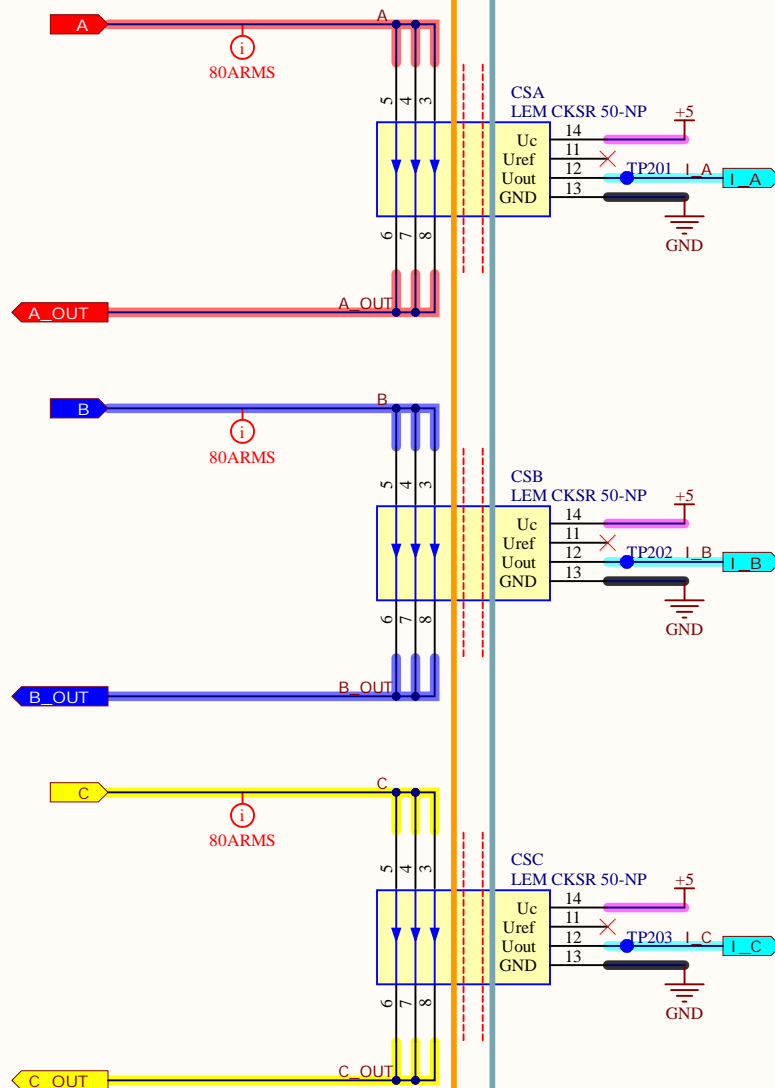 A
A
i
80ARMS
5
4
3
CSA
LEM CKSR 50-NP
+5
Uc
14
Uref
11
Uout
12
TP201
I_A
I_A
GND
13
GND
6
7
8
A_OUT
A_OUT
B
B
i
80ARMS
5
4
3
CSB
LEM CKSR 50-NP
+5
Uc
14
Uref
11
Uout
12
TP202
I_B
I_B
GND
13
GND
6
7
8
B_OUT
B_OUT
C
C
i
80ARMS
5
4
3
CSC
LEM CKSR 50-NP
+5
Uc
14
Uref
11
Uout
12
TP203
I_C
I_C
GND
13
GND
6
7
8
C_OUT
C_OUT